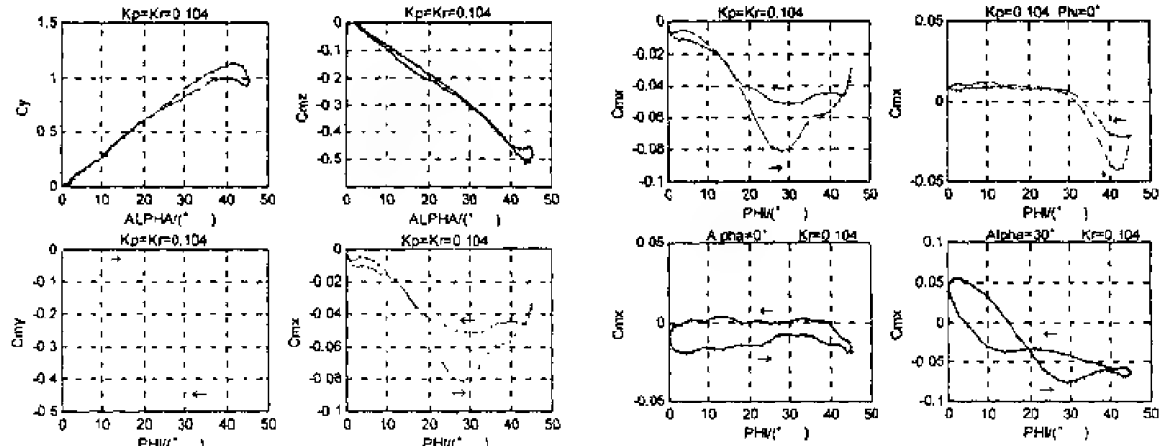 Kp=Kr=0.104
1.5
1
0.5
0
Cy
0 10 20 30 40 50
ALPHA/(° )
Kp=Kr=0.104
0
-0.1
-0.2
-0.3
-0.4
-0.5
Cmz
0 10 20 30 40 50
ALPHA/(° )
Kp=Kr=0.104
0
-0.02
-0.04
-0.06
-0.08
-0.1
Cmx
0 10 20 30 40 50
PHI/(° )
Kp=0.104 Phi=0°
0.05
0
-0.05
Cmx
0 10 20 30 40 50
PHI/(° )
Kp=Kr=0.104
0
-0.1
-0.2
-0.3
-0.4
-0.5
Cmy
0 10 20 30 40 50
PHI/(° )
Kp=Kr=0.104
0
-0.02
-0.04
-0.06
-0.08
-0.1
Cmx
0 10 20 30 40 50
PHI/(° )
A pha=0° Kr=0.104
0.05
0
-0.05
Cmx
0 10 20 30 40 50
PHI/(° )
Alpha=30° Kr=0.104
0.1
0.05
0
-0.05
-0.1
Cmx
0 10 20 30 40 50
PHI/(° )